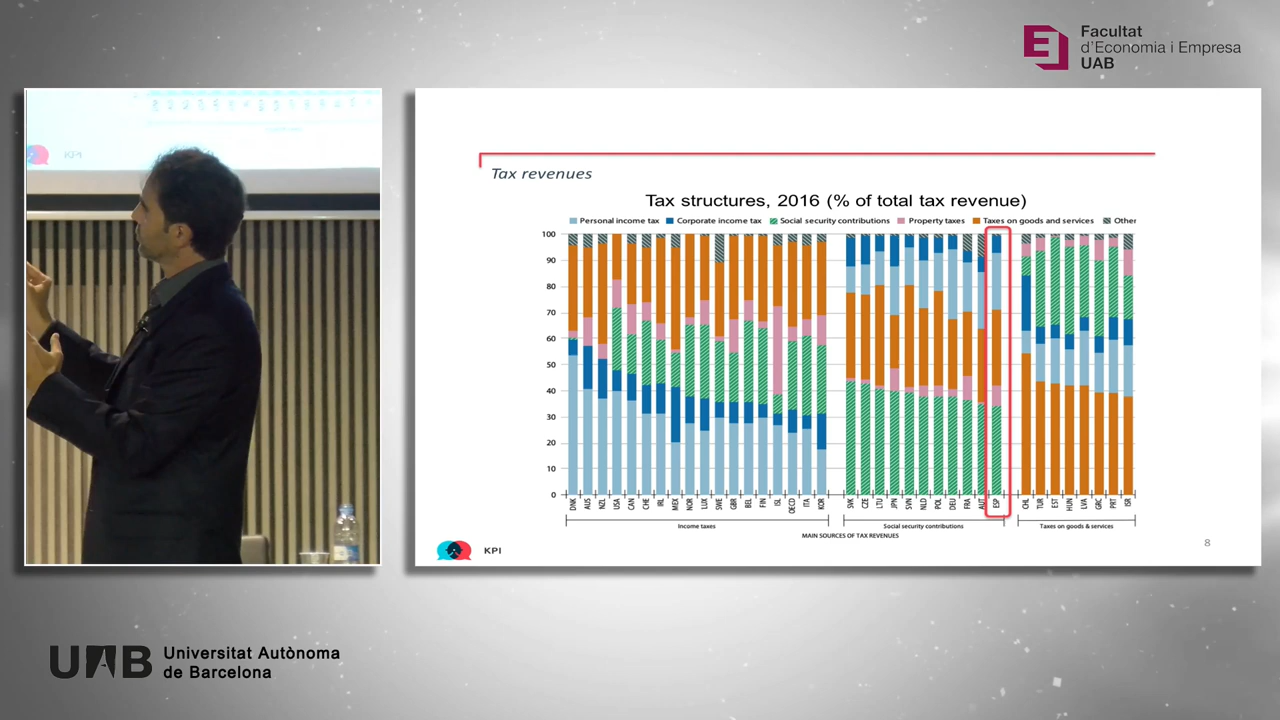 Facultat
d'Economia i Empresa
UAB
KPI
Tax revenues
Tax structures, 2016 (% of total tax revenue)
Personal income tax Corporate income tax Social security contributions Property taxes Taxes on goods and services Other
100
90
80
70
60
50
40
30
20
10
0
DNK AUS NZL USA CAN CHE IRL MEX NOR LUX SWE GBR BEL FIN ISL OECD ITA KOR SVK CZE LTU JPN SVN NLD POL DEU FRA AUT ESP CHL TUR EST HUN LVA GRC PRT ISR
Income taxes Social security contributions Taxes on goods & services
MAIN SOURCES OF TAX REVENUES
KPI
8
UAB
Universitat Autònoma
de Barcelona